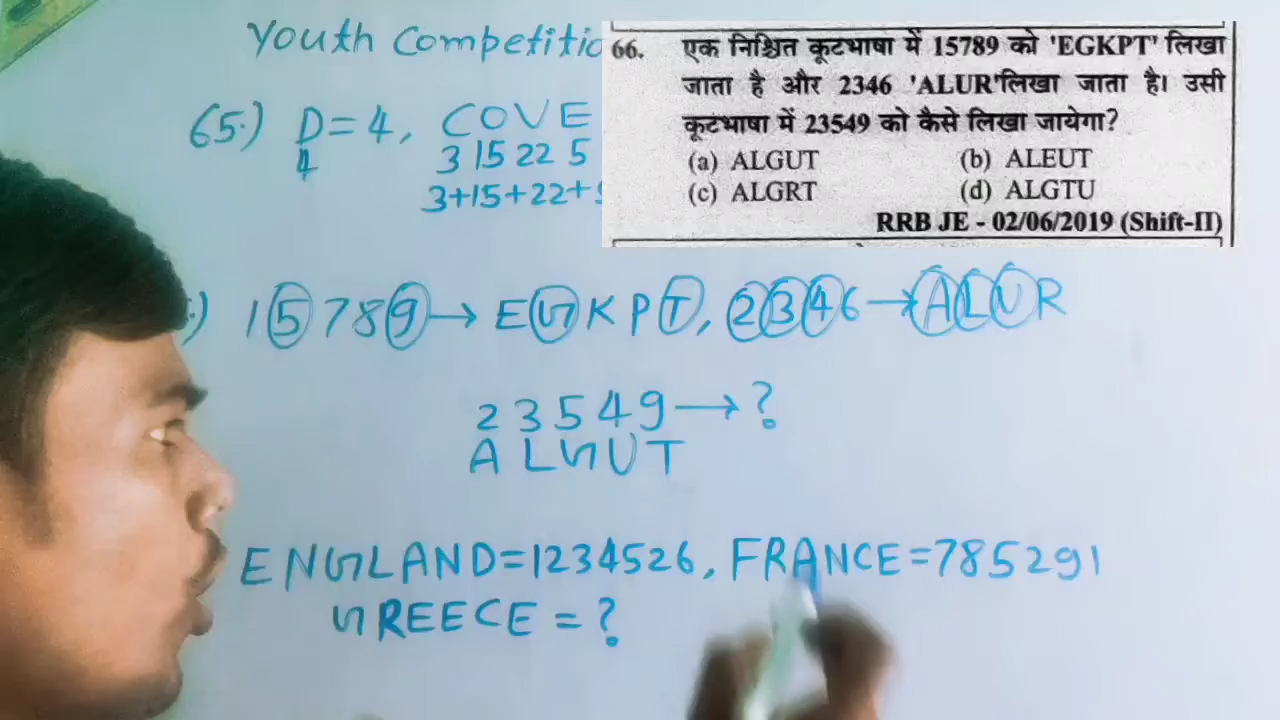 Youth Competitio
65.) D=4, COVE
4 3 15 22 5
3+15+22+
66. एक निश्चित कूटभाषा में 15789 को 'EGKPT' लिखा
जाता है और 2346 'ALUR'लिखा जाता है। उसी
कूटभाषा में 23549 को कैसे लिखा जायेगा?
(a) ALGUT (b) ALEUT
(c) ALGRT (d) ALGTU
RRB JE - 02/06/2019 (Shift-II)
.) 15789→EGKPT, 2346→ALUR
23549→?
ALGUT
ENGLAND=1234526, FRANCE=785291
GREECE = ?